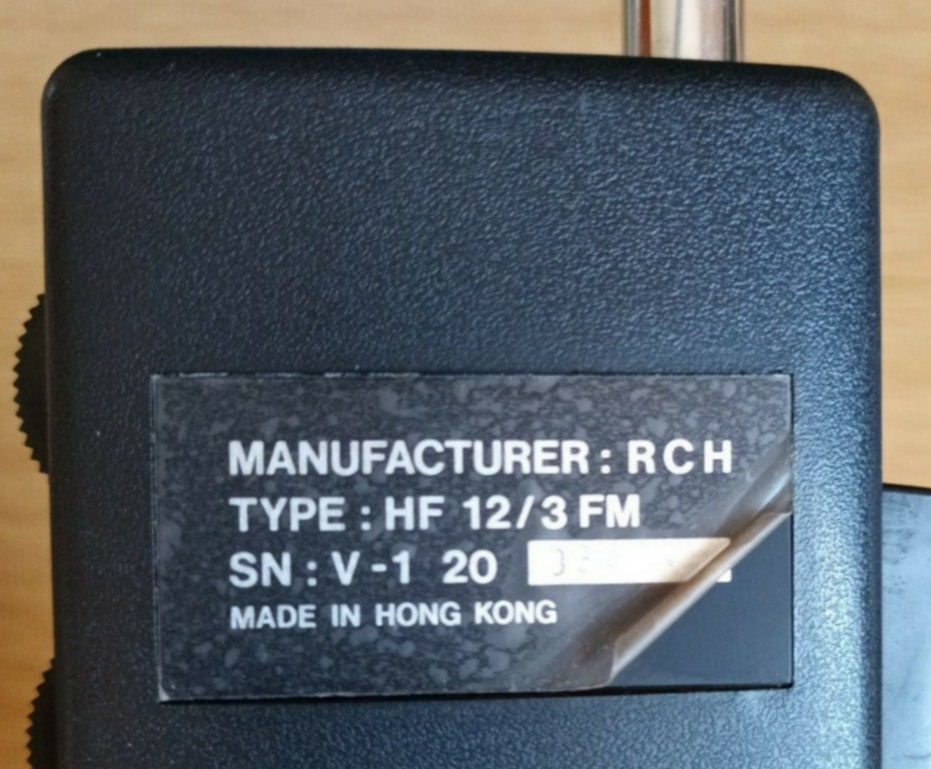 MANUFACTURER : RCH
TYPE : HF 12/3 FM
SN : V-1 20
MADE IN HONG KONG